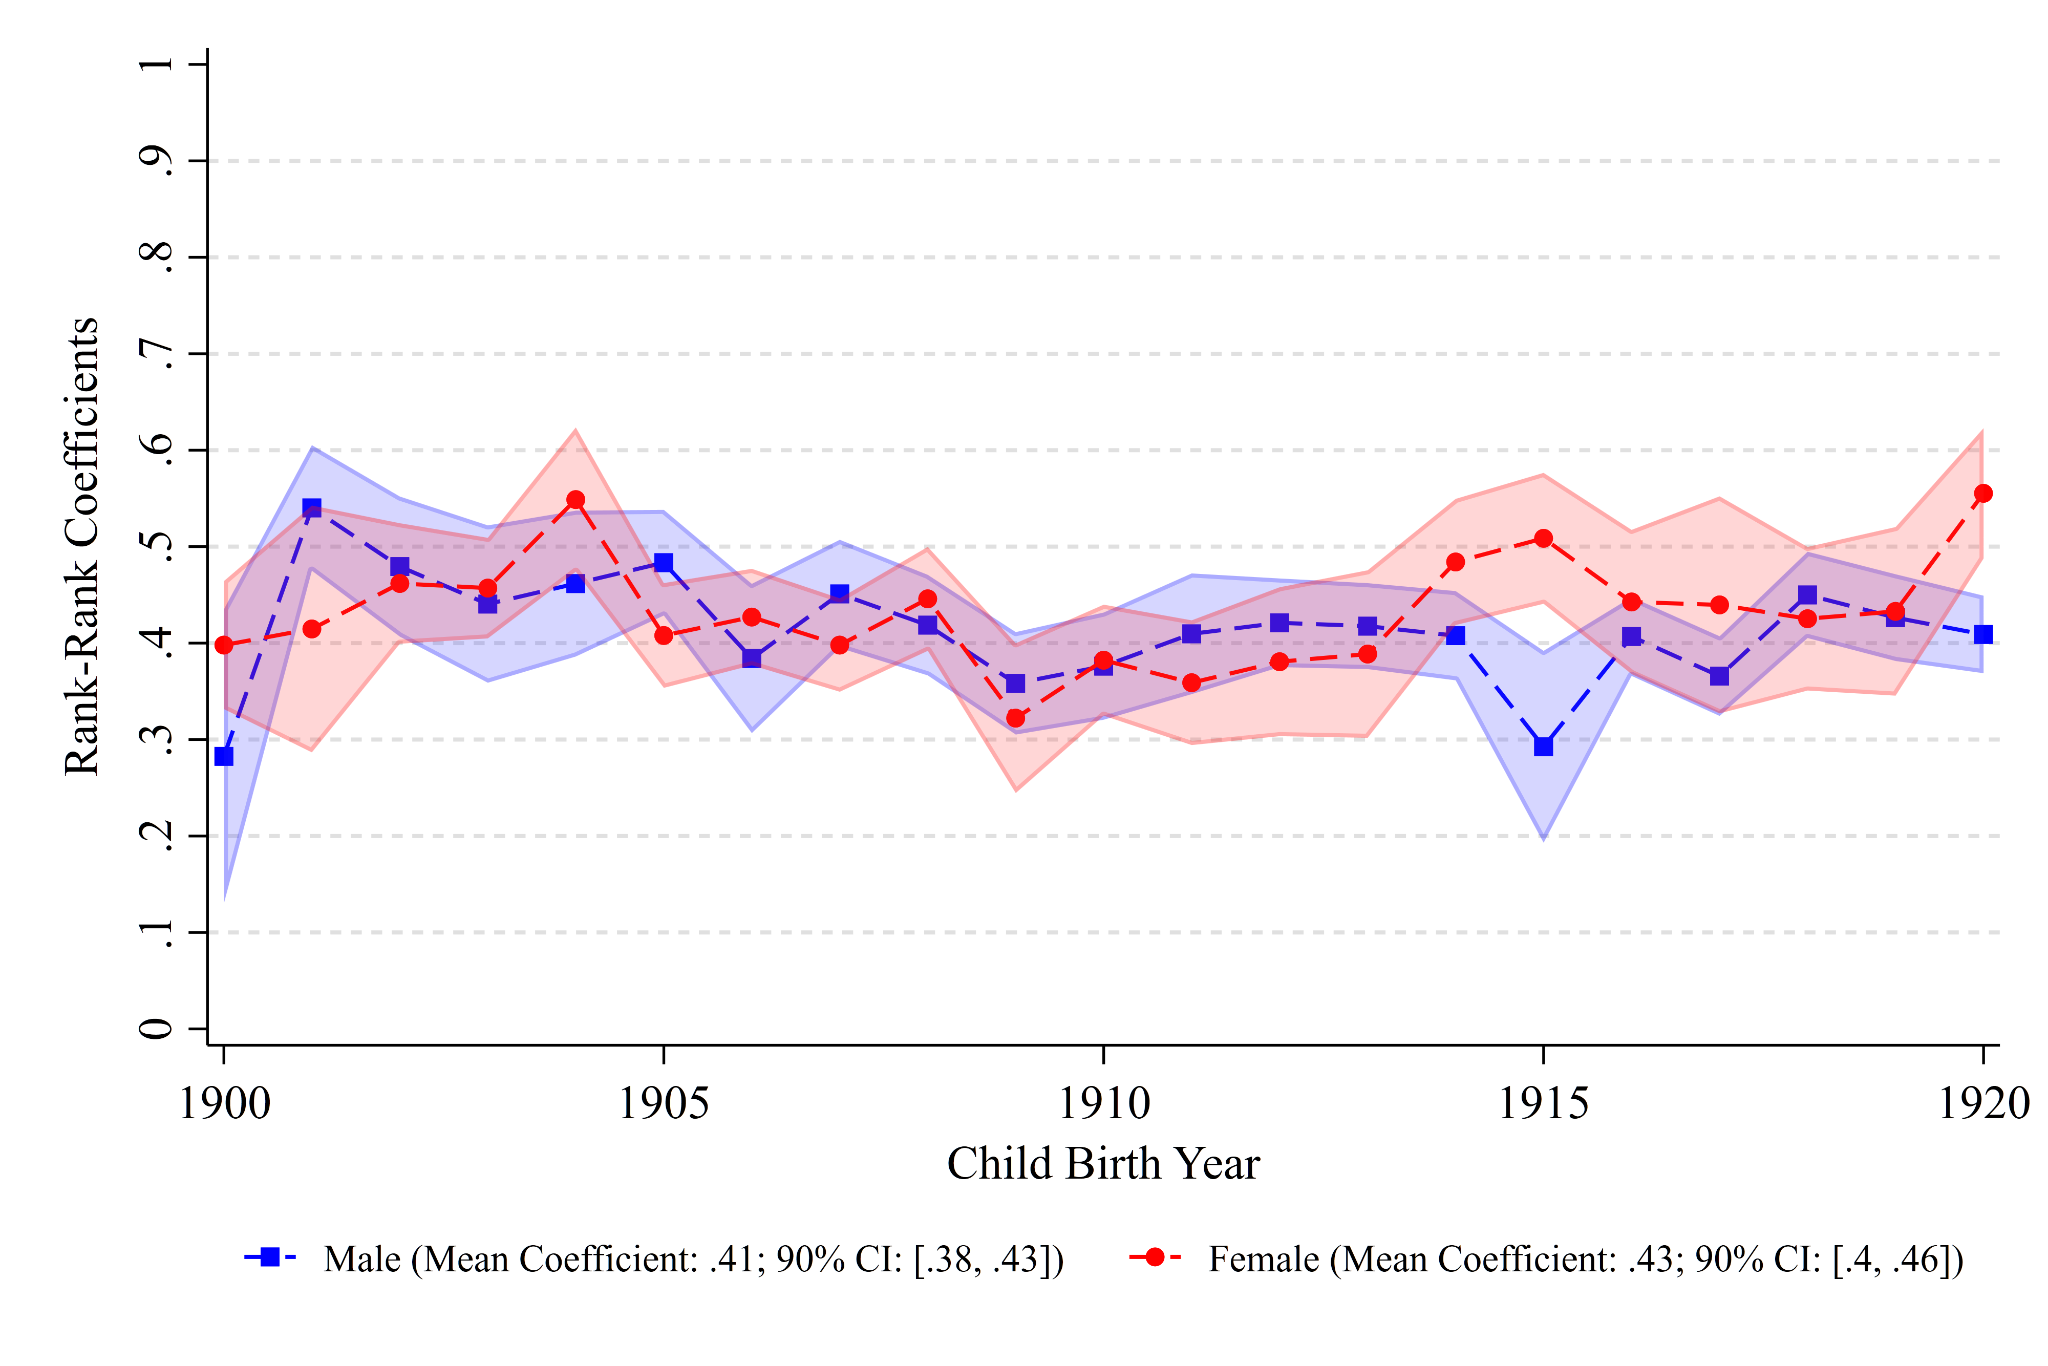 1
.9
.8
.7
.6
.5
.4
.3
.2
.1
0
Rank-Rank Coefficients
1900 1905 1910 1915 1920
Child Birth Year
Male (Mean Coefficient: .41; 90% CI: [.38, .43]) Female (Mean Coefficient: .43; 90% CI: [.4, .46])